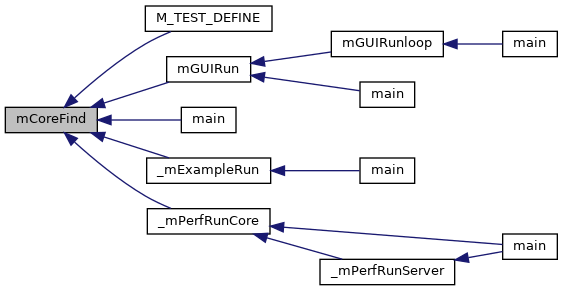 M_TEST_DEFINE
mGUIRunloop
main
mGUIRun
main
mCoreFind
main
_mExampleRun
main
_mPerfRunCore
main
_mPerfRunServer